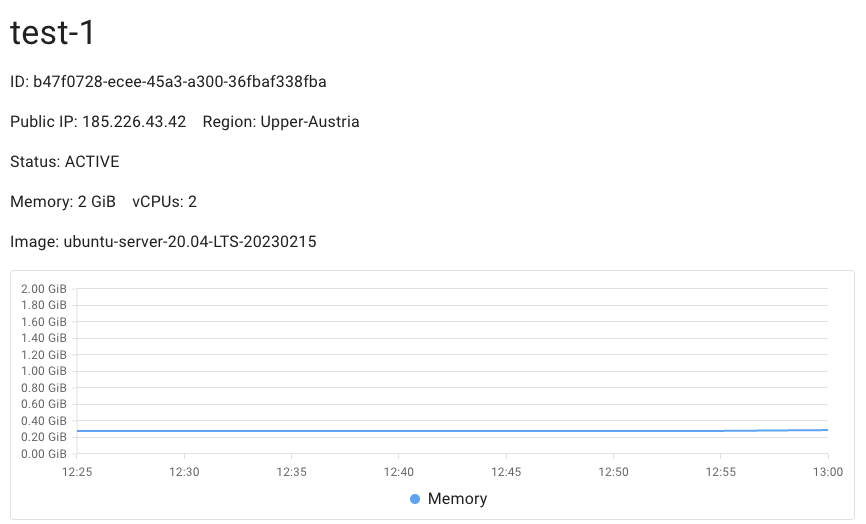 test-1
ID: b47f0728-ecee-45a3-a300-36fbaf338fba
Public IP: 185.226.43.42 Region: Upper-Austria
Status: ACTIVE
Memory: 2 GiB vCPUs: 2
Image: ubuntu-server-20.04-LTS-20230215
2.00 GiB
1.80 GiB
1.60 GiB
1.40 GiB
1.20 GiB
1.00 GiB
0.80 GiB
0.60 GiB
0.40 GiB
0.20 GiB
0.00 GiB
12:25 12:30 12:35 12:40 12:45 12:50 12:55 13:00
Memory